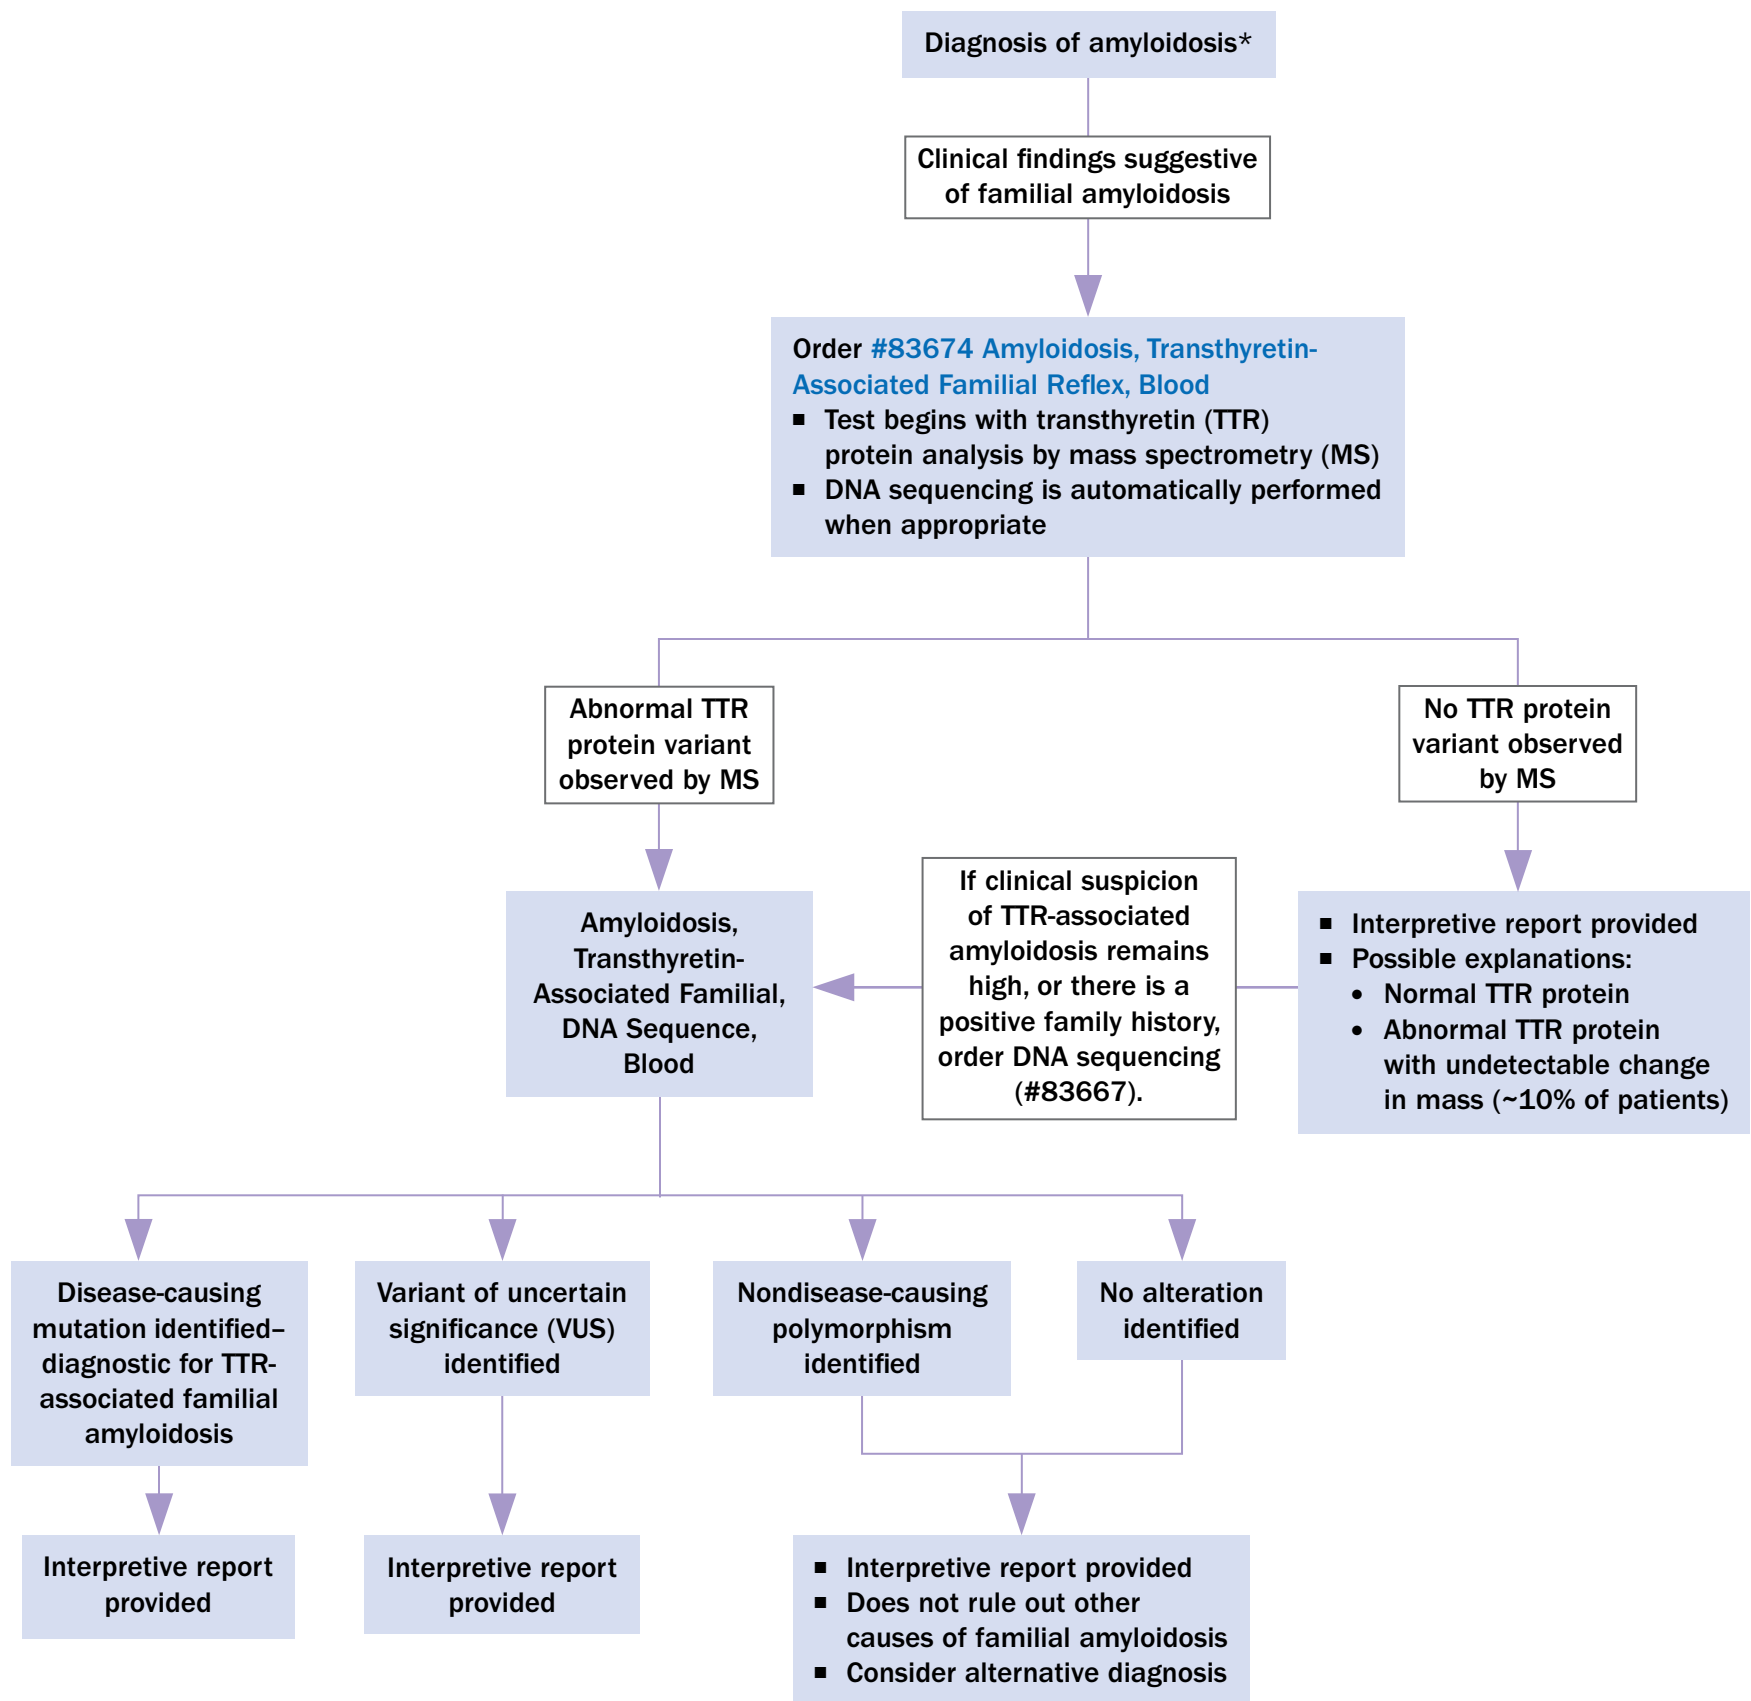 Diagnosis of amyloidosis*
Clinical findings suggestive
of familial amyloidosis
Order #83674 Amyloidosis, Transthyretin-
Associated Familial Reflex, Blood
■ Test begins with transthyretin (TTR)
protein analysis by mass spectrometry (MS)
■ DNA sequencing is automatically performed
when appropriate
Abnormal TTR
protein variant
observed by MS
No TTR protein
variant observed
by MS
Amyloidosis,
Transthyretin-
Associated Familial,
DNA Sequence,
Blood
If clinical suspicion
of TTR-associated
amyloidosis remains
high, or there is a
positive family history,
order DNA sequencing
(#83667).
■ Interpretive report provided
■ Possible explanations:
• Normal TTR protein
• Abnormal TTR protein
with undetectable change
in mass (~10% of patients)
Disease-causing
mutation identified–
diagnostic for TTR-
associated familial
amyloidosis
Variant of uncertain
significance (VUS)
identified
Nondisease-causing
polymorphism
identified
No alteration
identified
Interpretive report
provided
Interpretive report
provided
■ Interpretive report provided
■ Does not rule out other
causes of familial amyloidosis
■ Consider alternative diagnosis